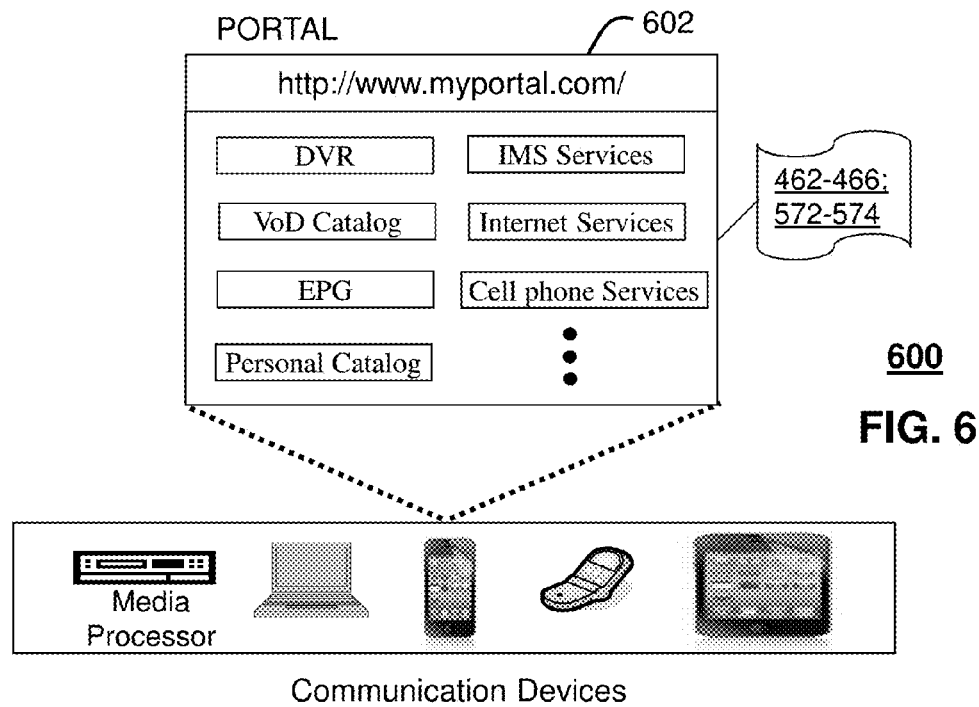 PORTAL
602
http://www.myportal.com/
DVR
IMS Services
VoD Catalog
Internet Services
EPG
Cell phone Services
Personal Catalog
462-466;
572-574
600
FIG. 6
Media
Processor
Communication Devices